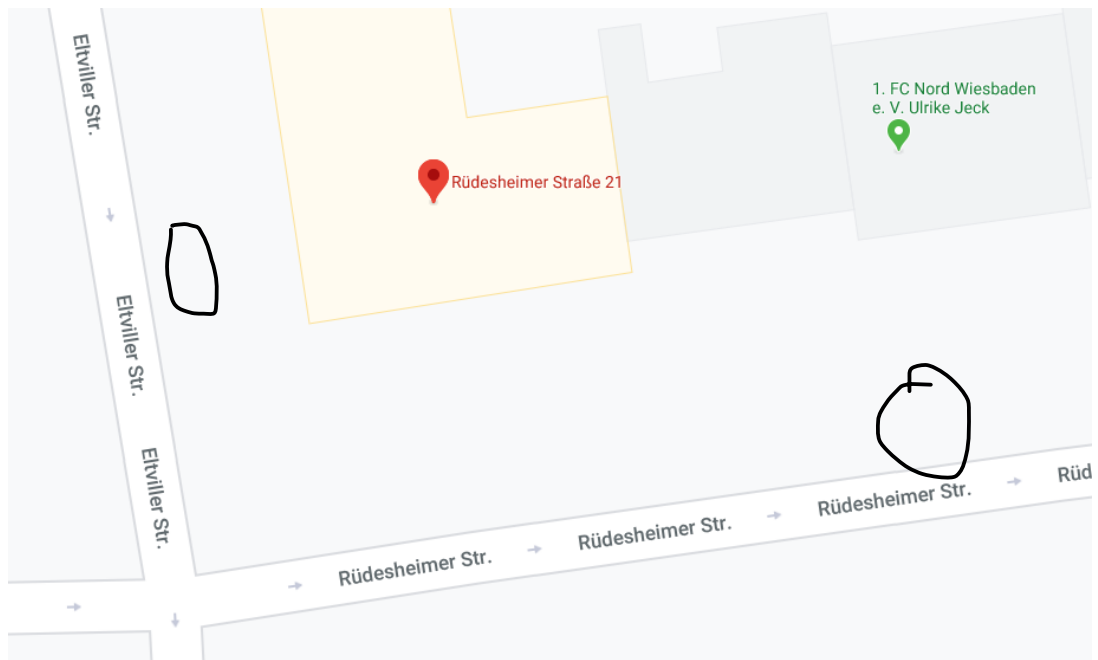 Eltviller Str.
1. FC Nord Wiesbaden
e. V. Ulrike Jeck
Rüdesheimer Straße 21
Eltviller Str.
Eltviller Str.
Rüdesheimer Str.
Rüdesheimer Str.
Rüdesheimer Str.
Rüd